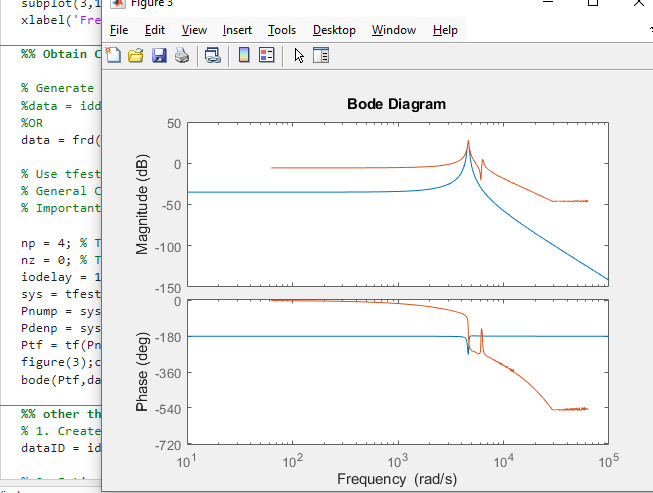 subplot(3,1
Figure 3
xlabel('Fre
File Edit View Insert Tools Desktop Window Help
%% Obtain C
% Generate
%data = idd
%OR
data = frd(
% Use tfest
% General C
% Important
np = 4; % T
nz = 0; % T
iodelay = 1
sys = tfest
Pnump = sys
Pdenp = sys
Ptf = tf(Pn
figure(3);c
bode(Ptf,da
%% other th
% 1. Create
dataID = id
Bode Diagram
Magnitude (dB)
50
0
-50
-100
-150
Phase (deg)
0
-180
-360
-540
-720
10^1 10^2 10^3 10^4 10^5
Frequency (rad/s)